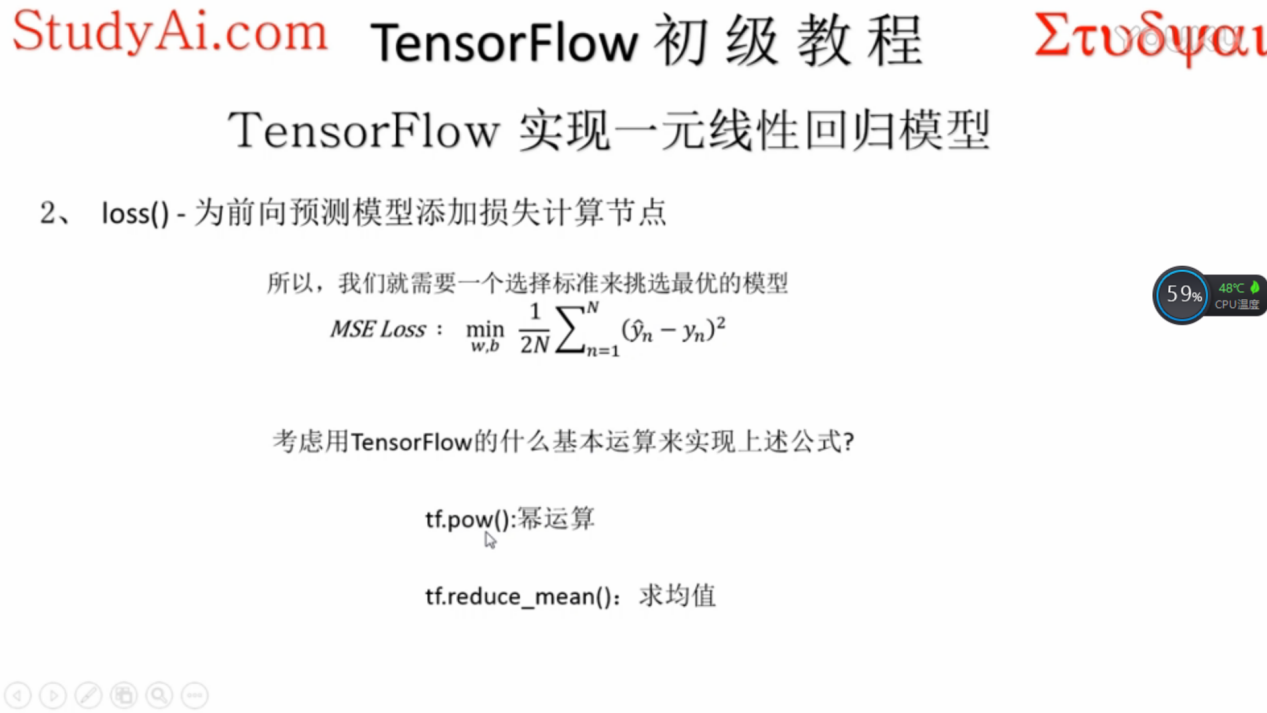 StudyAi.com
TensorFlow 初 级 教 程
Στυδψαι
YOUKU
TensorFlow 实现一元线性回归模型
2、 loss() - 为前向预测模型添加损失计算节点
所以，我们就需要一个选择标准来挑选最优的模型
MSE Loss : min w,b 1/2N ∑ n=1 N (ŷn − yn)²
59%
48℃
CPU温度
考虑用TensorFlow的什么基本运算来实现上述公式?
tf.pow():幂运算
tf.reduce_mean()：求均值